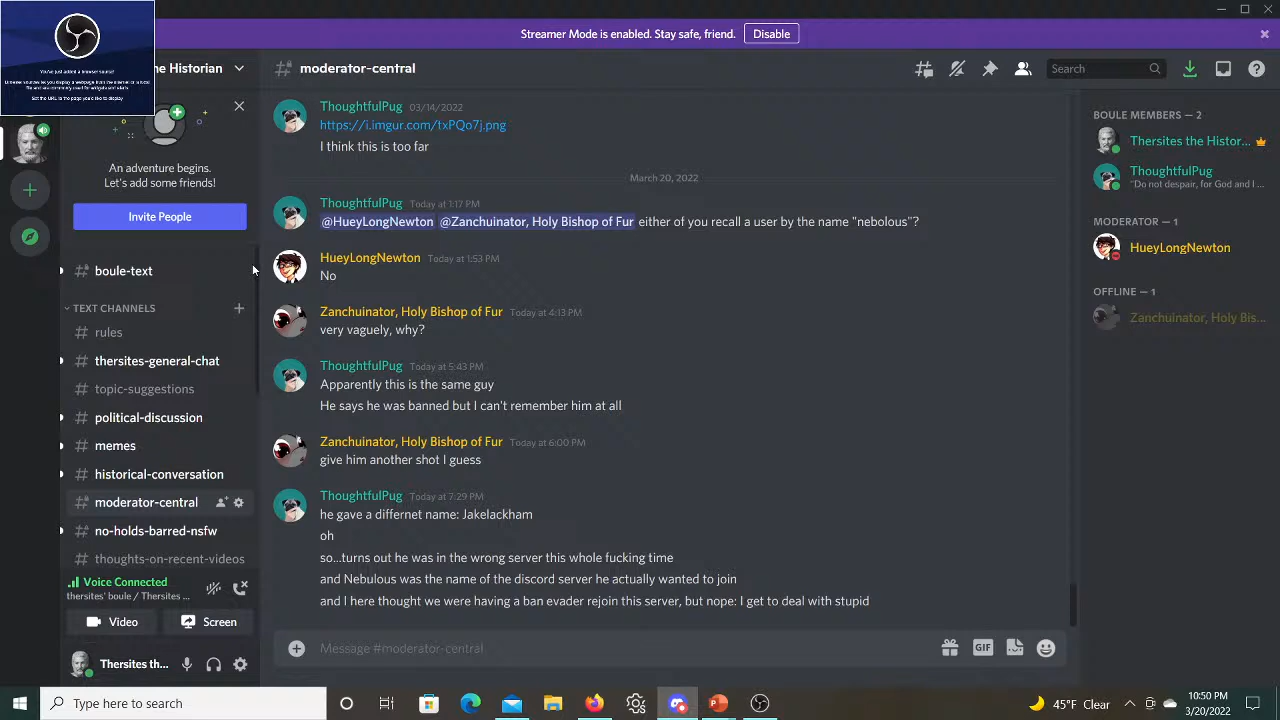 You've just added a browser source!
Streamer Mode is enabled. Stay safe, friend.
Disable
ne Historian
An adventure begins.
Let's add some friends!
Invite People
boule-text
TEXT CHANNELS
rules
thersites-general-chat
topic-suggestions
political-discussion
memes
historical-conversation
moderator-central
no-holds-barred-nsfw
thoughts-on-recent-videos
Voice Connected
thersites' boule / Thersites ...
Video
Screen
Thersites th...
moderator-central
Search
ThoughtfulPug 03/14/2022
https://i.imgur.com/txPQo7j.png
I think this is too far
March 20, 2022
ThoughtfulPug Today at 1:17 PM
@HueyLongNewton @Zanchuinator, Holy Bishop of Fur either of you recall a user by the name "nebolous"?
HueyLongNewton Today at 1:53 PM
No
Zanchuinator, Holy Bishop of Fur Today at 4:13 PM
very vaguely, why?
ThoughtfulPug Today at 5:43 PM
Apparently this is the same guy
He says he was banned but I can't remember him at all
Zanchuinator, Holy Bishop of Fur Today at 6:00 PM
give him another shot I guess
ThoughtfulPug Today at 7:29 PM
he gave a differnet name: Jakelackham
oh
so...turns out he was in the wrong server this whole fucking time
and Nebulous was the name of the discord server he actually wanted to join
and I here thought we were having a ban evader rejoin this server, but nope: I get to deal with stupid
Message #moderator-central
GIF
BOULE MEMBERS — 2
Thersites the Histor...
ThoughtfulPug
"Do not despair, for God and I ...
MODERATOR — 1
HueyLongNewton
OFFLINE — 1
Zanchuinator, Holy Bis...
Type here to search
45°F Clear
10:50 PM
3/20/2022